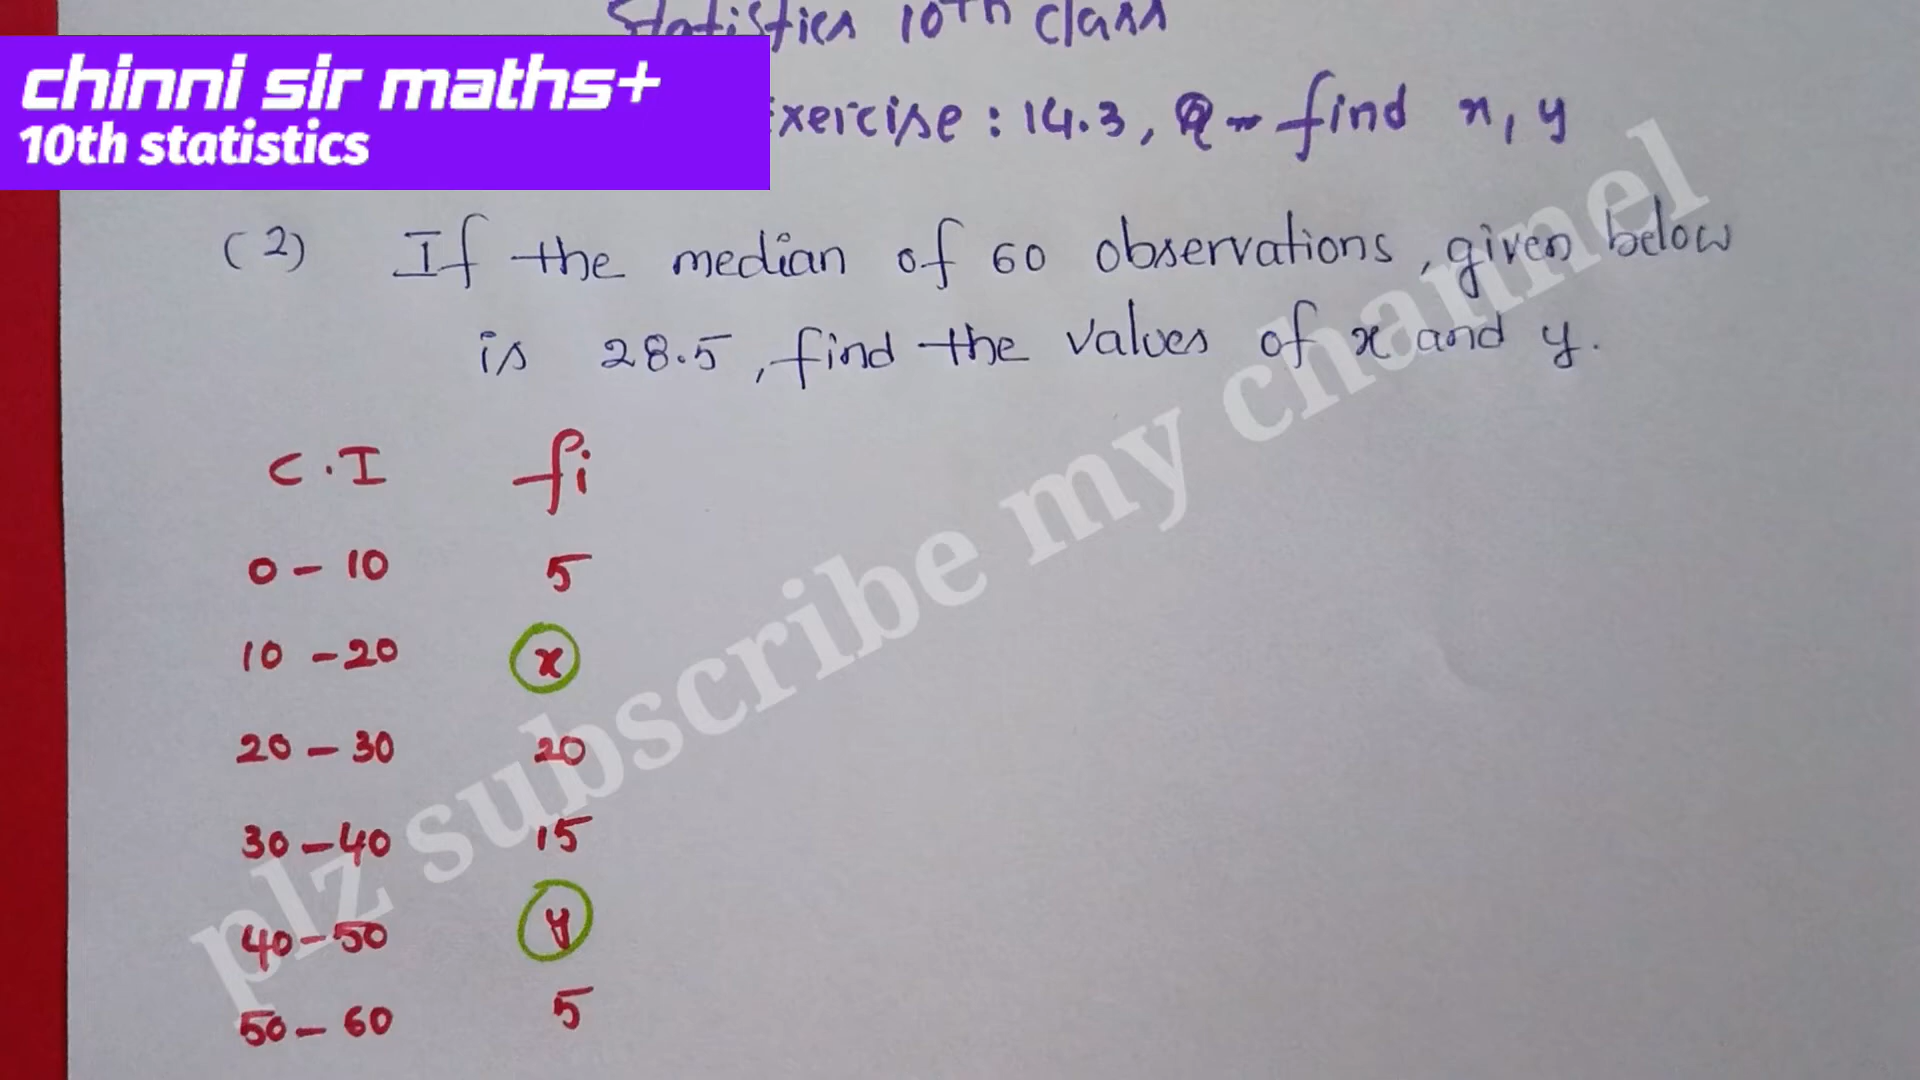 Statistics 10th class
chinni sir maths+
10th statistics
Exercise : 14.3, Q - find x, y
(2) If the median of 60 observations, given below
is 28.5, find the values of x and y.
C.I fi
0 - 10 5
10 - 20 x
20 - 30 20
30 - 40 15
40 - 50 y
50 - 60 5
plz subscribe my channel